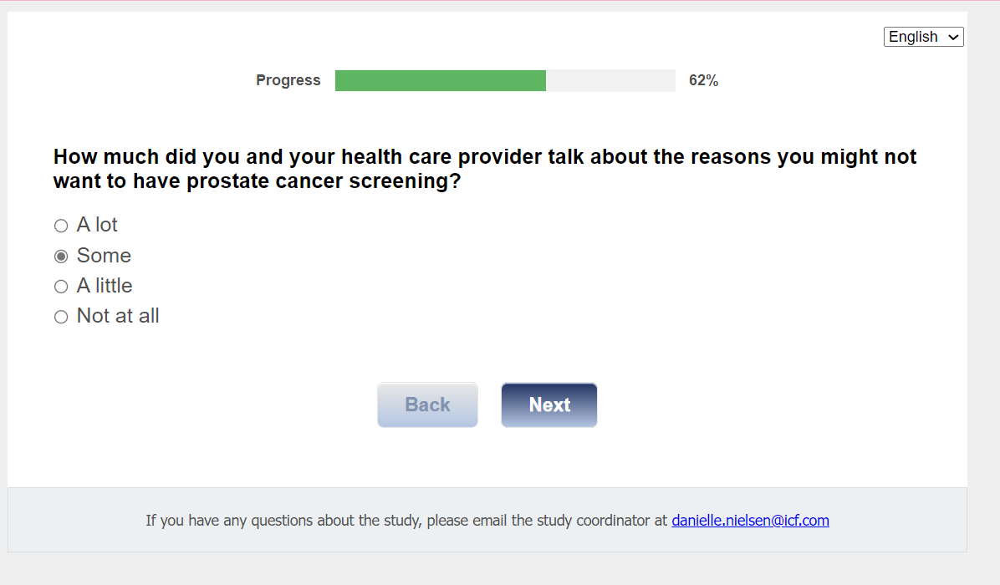 English
Progress 62%
How much did you and your health care provider talk about the reasons you might not
want to have prostate cancer screening?
A lot
Some
A little
Not at all
Back Next
If you have any questions about the study, please email the study coordinator at danielle.nielsen@icf.com